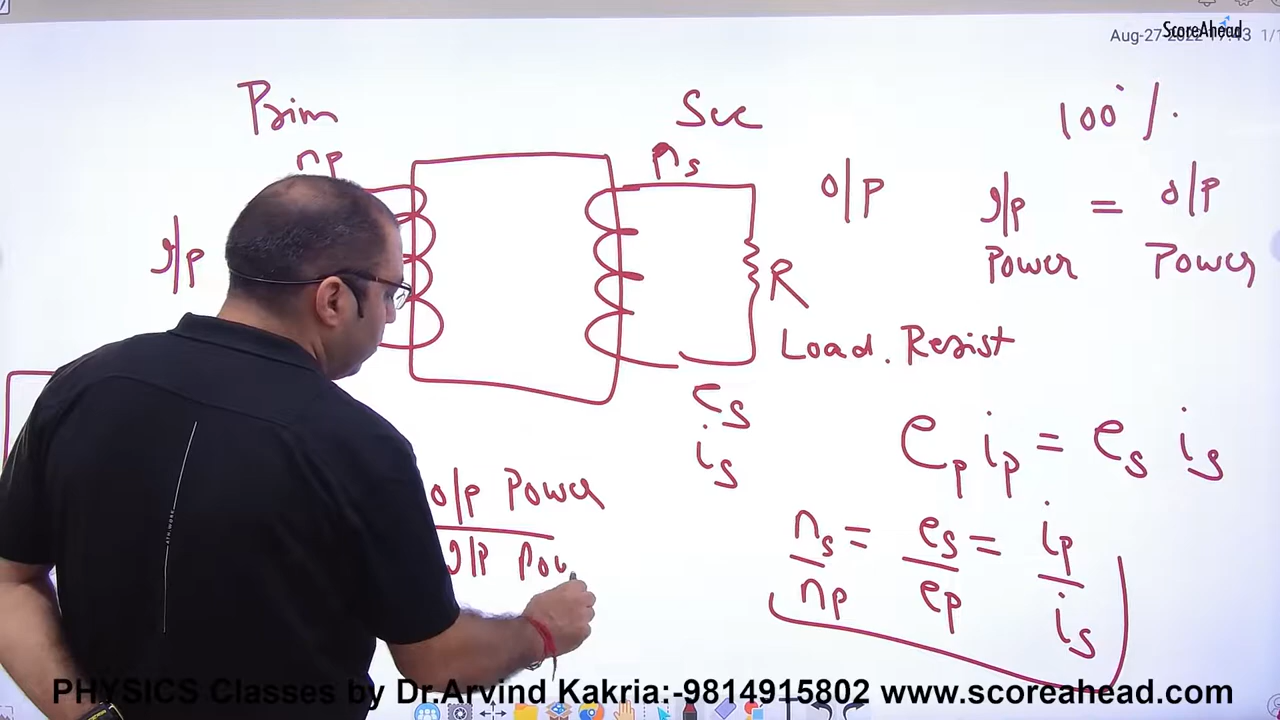 ScoreAhead
Aug-27-2022 17:43 1/1
Prim
np
I/p
Sec
ns
o/p
R
Load. Resist
es
is
100%
I/p = o/p
Power Power
ep ip = es is
ns = es = ip
np ep is
o/p Power
I/p Pow
PHYSICS Classes by Dr.Arvind Kakria:-9814915802 www.scoreahead.com